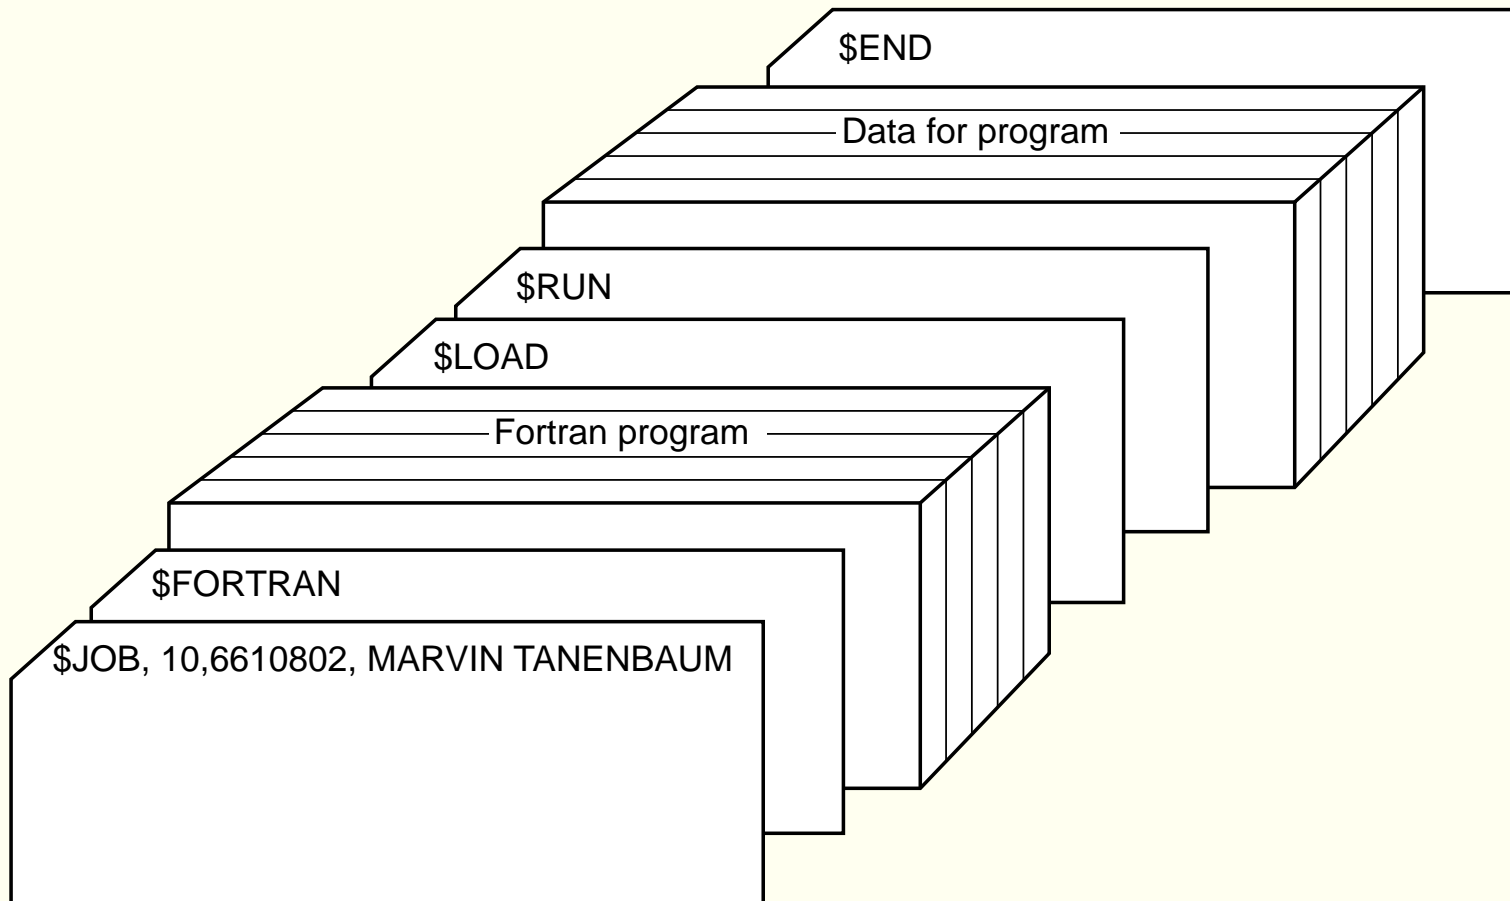 $END
Data for program
$RUN
$LOAD
Fortran program
$FORTRAN
$JOB, 10,6610802, MARVIN TANENBAUM